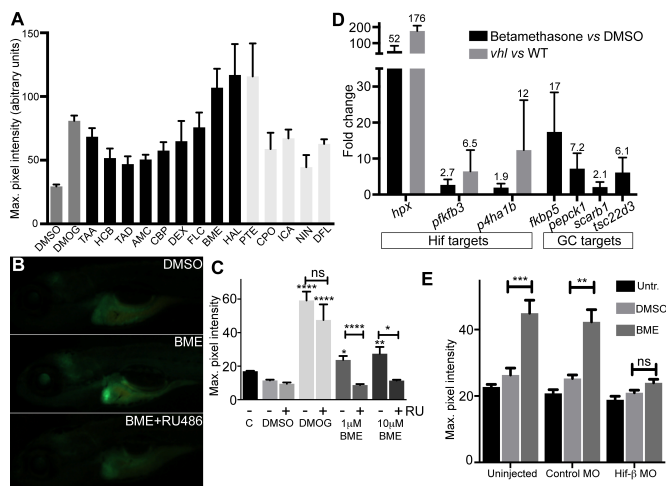 A
Max. pixel intensity (abitrary units)
150
100
50
0
DMSO
DMOG
TAA
HCB
TAD
AMC
CBP
DEX
FLC
BME
HAL
PTE
CPO
ICA
NIN
DFL
B
DMSO
BME
BME+RU486
C
Max. pixel intensity
60
40
20
0
ns
**** **** * **** ** *
- - + - + - + - + RU
C DMSO DMOG 1μM BME 10μM BME
D
Betamethasone vs DMSO
vhl vs WT
Fold change
200
100
30
20
10
0
52 176 2.7 6.5 1.9 12 17 7.2 2.1 6.1
hpx
pfkfb3
p4ha1b
fkbp5
pepck1
scarb1
tsc22d3
Hif targets
GC targets
E
Untr.
DMSO
BME
Max. pixel intensity
40
20
0
*** ** ns
Uninjected Control MO Hif-β MO